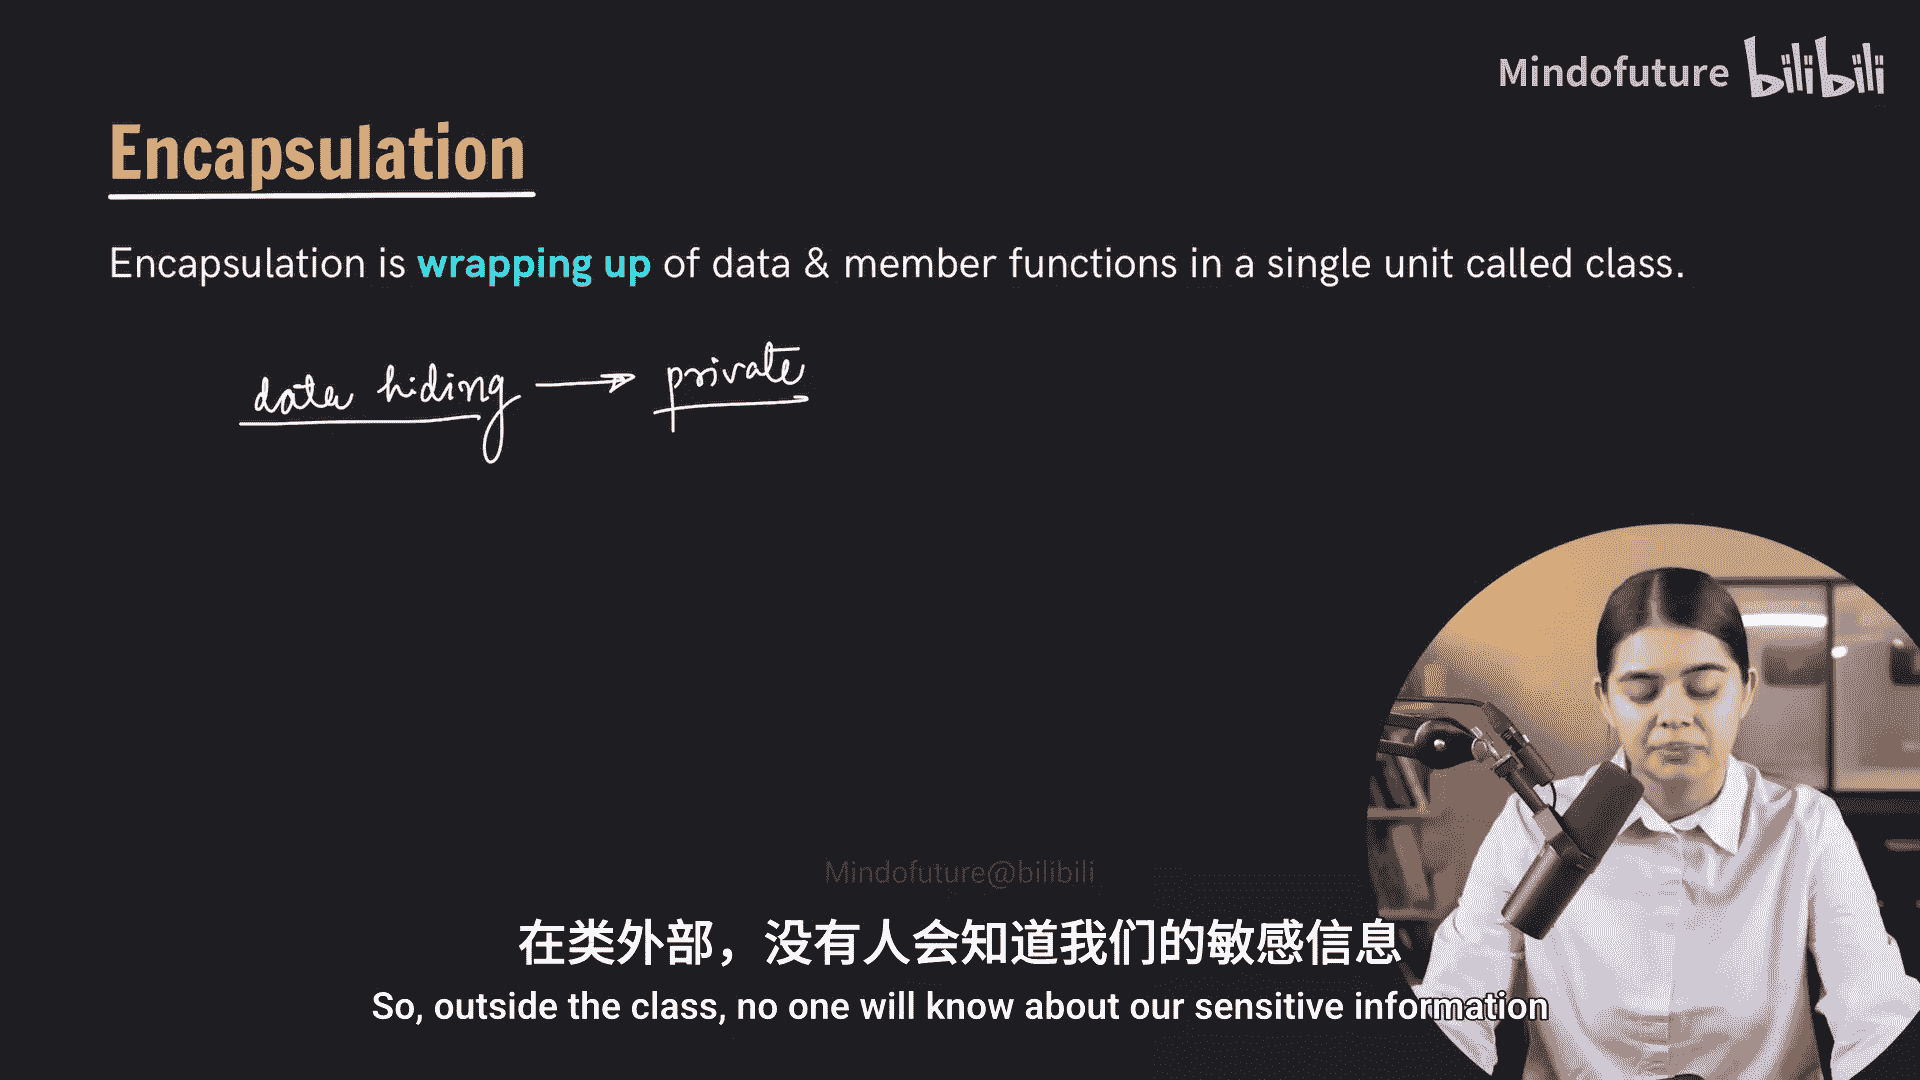 Mindofuture bilibili
Encapsulation
Encapsulation is wrapping up of data & member functions in a single unit called class.
data hiding → private
Mindofuture@bilibili
在类外部，没有人会知道我们的敏感信息
So, outside the class, no one will know about our sensitive information